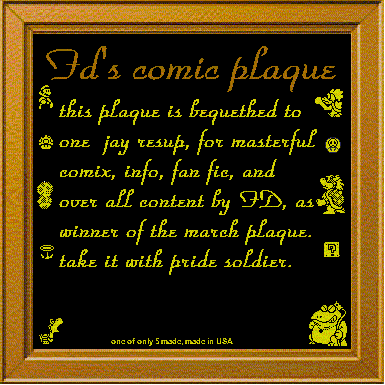 Fd's comic plaque
this plaque is bequethed to
one jay resup, for masterful
comix, info, fan fic, and
over all content by FD, as
winner of the march plaque.
take it with pride soldier.
?
one of only 5 made, made in USA